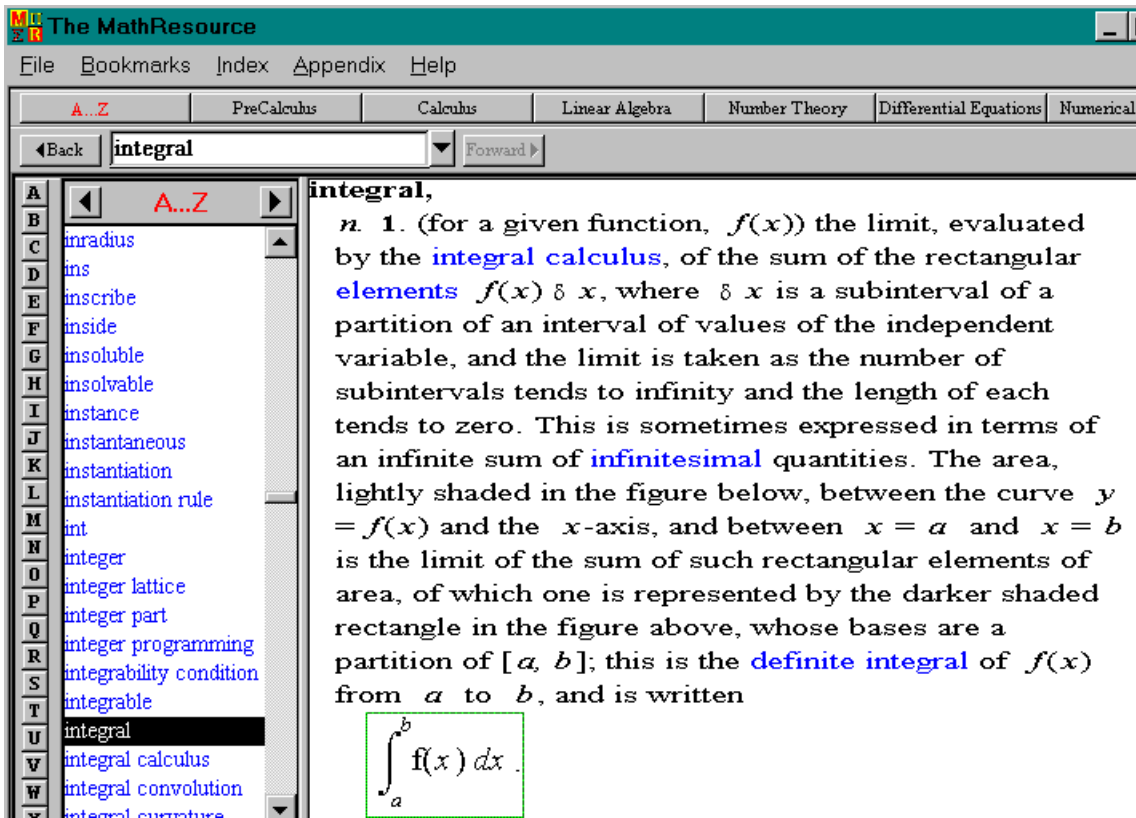 The MathResource
File Bookmarks Index Appendix Help
A...Z PreCalculus Calculus Linear Algebra Number Theory Differential Equations Numerical
Back integral Forward
A
B
C
D
E
F
G
H
I
J
K
L
M
N
O
P
Q
R
S
T
U
V
W
A...Z
inradius
ins
inscribe
inside
insoluble
insolvable
instance
instantaneous
instantiation
instantiation rule
int
integer
integer lattice
integer part
integer programming
integrability condition
integrable
integral
integral calculus
integral convolution
integral curvature
integral,
n. 1. (for a given function, f(x)) the limit, evaluated
by the integral calculus, of the sum of the rectangular
elements f(x) δ x, where δ x is a subinterval of a
partition of an interval of values of the independent
variable, and the limit is taken as the number of
subintervals tends to infinity and the length of each
tends to zero. This is sometimes expressed in terms of
an infinite sum of infinitesimal quantities. The area,
lightly shaded in the figure below, between the curve y
= f(x) and the x-axis, and between x = a and x = b
is the limit of the sum of such rectangular elements of
area, of which one is represented by the darker shaded
rectangle in the figure above, whose bases are a
partition of [a, b]; this is the definite integral of f(x)
from a to b, and is written
∫_a^b f(x) dx .